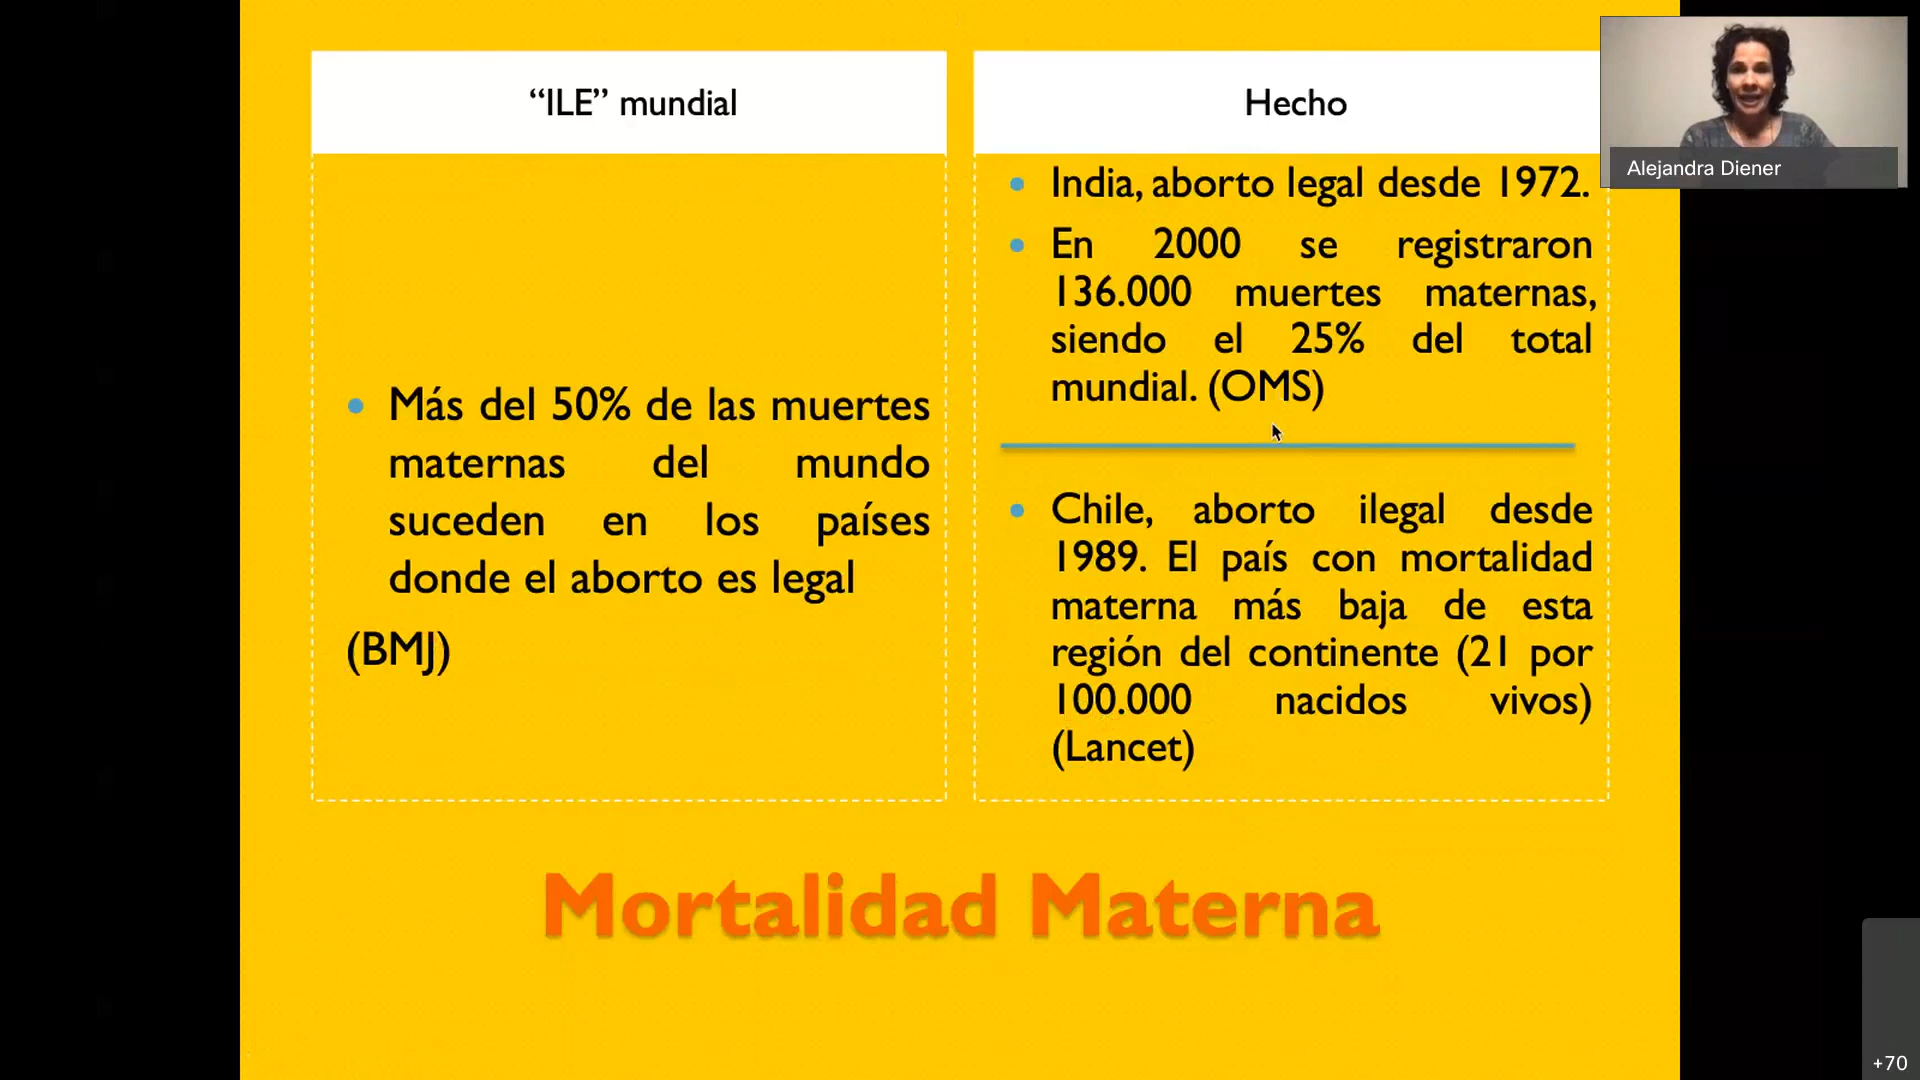 “ILE” mundial
• Más del 50% de las muertes
maternas del mundo
suceden en los países
donde el aborto es legal
(BMJ)
Hecho
• India, aborto legal desde 1972.
• En 2000 se registraron
136.000 muertes maternas,
siendo el 25% del total
mundial. (OMS)
• Chile, aborto ilegal desde
1989. El país con mortalidad
materna más baja de esta
región del continente (21 por
100.000 nacidos vivos)
(Lancet)
Mortalidad Materna
Alejandra Diener
+70